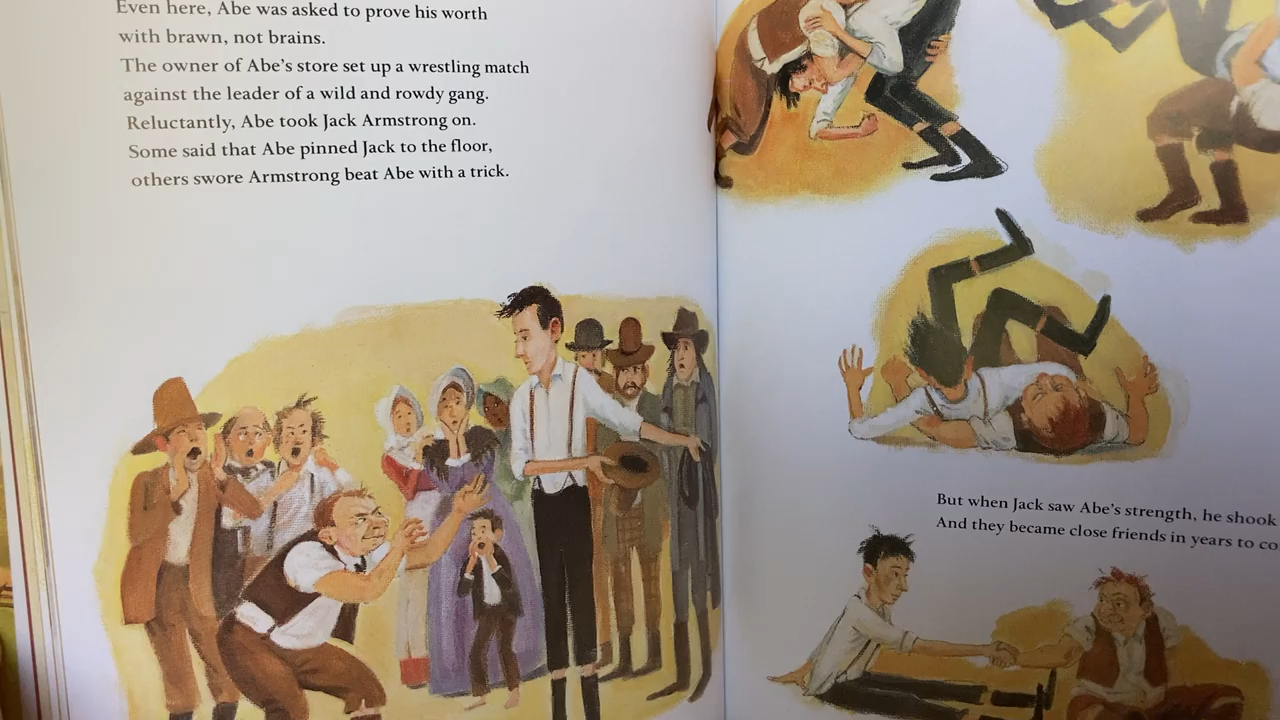 Even here, Abe was asked to prove his worth
with brawn, not brains.
The owner of Abe's store set up a wrestling match
against the leader of a wild and rowdy gang.
Reluctantly, Abe took Jack Armstrong on.
Some said that Abe pinned Jack to the floor,
others swore Armstrong beat Abe with a trick.
But when Jack saw Abe's strength, he shook
And they became close friends in years to